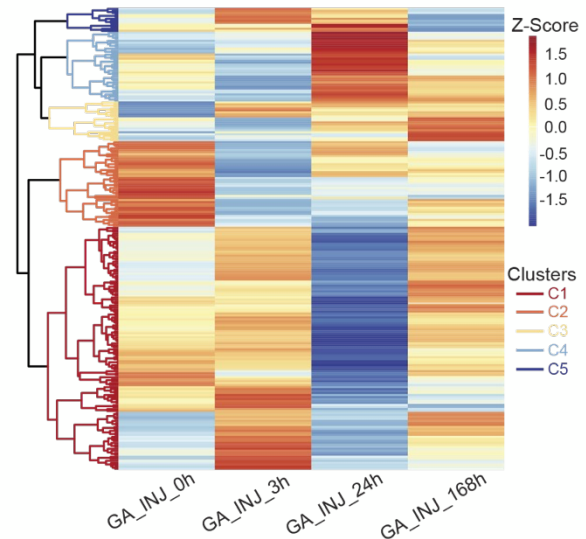 Z-Score
1.5
1.0
0.5
0.0
-0.5
-1.0
-1.5
Clusters
C1
C2
C3
C4
C5
GA_INJ_0h
GA_INJ_3h
GA_INJ_24h
GA_INJ_168h